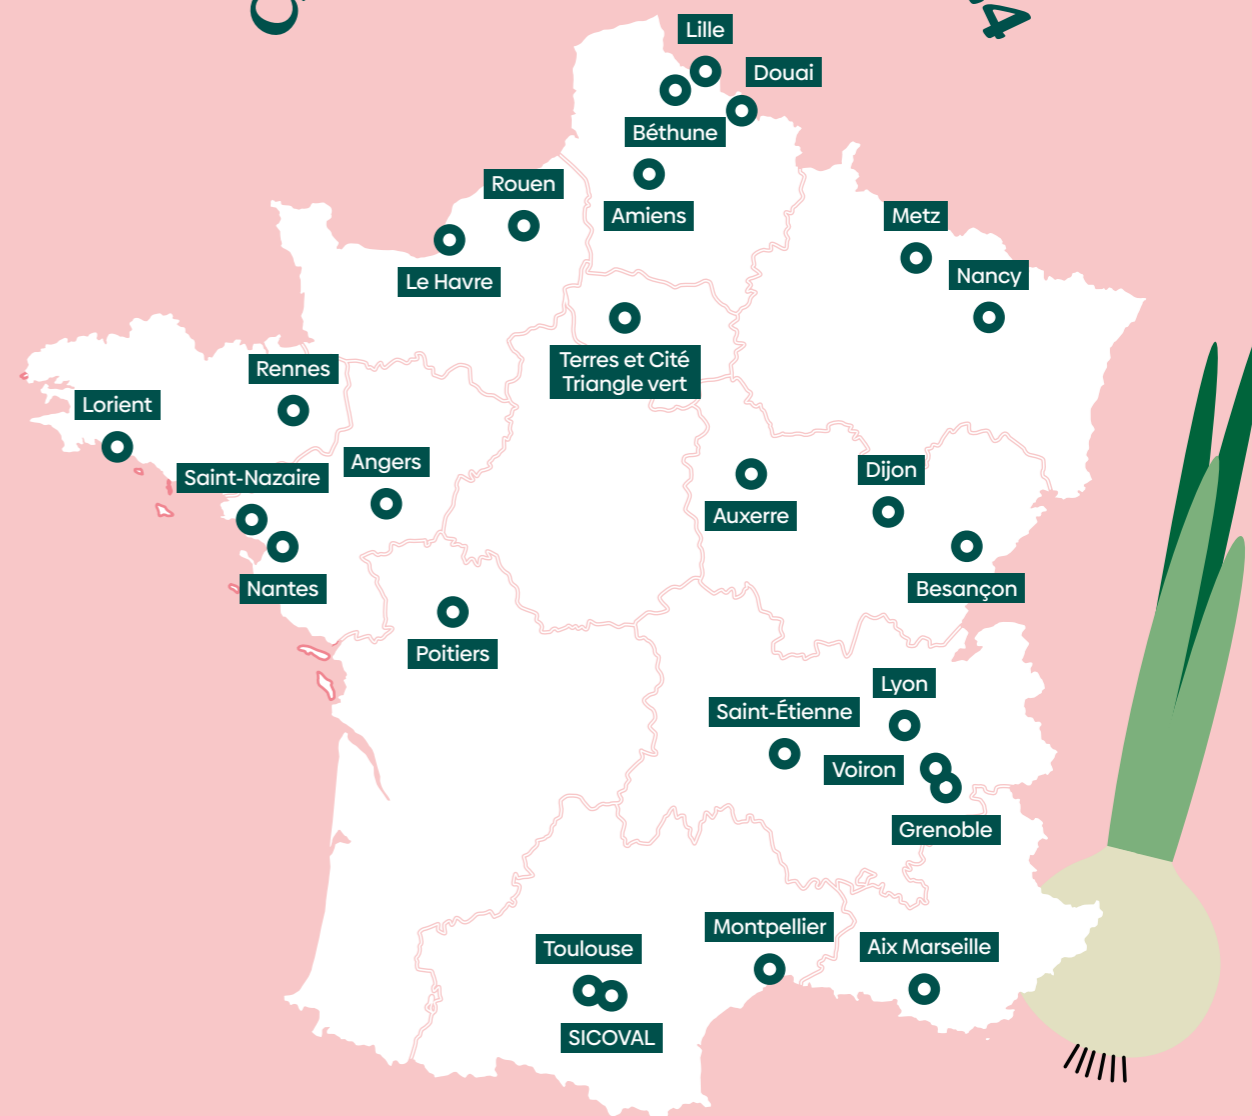 4
Lille
Douai
Béthune
Rouen
Amiens
Metz
Le Havre
Nancy
Terres et Cité
Triangle vert
Rennes
Lorient
Angers
Saint-Nazaire
Dijon
Auxerre
Nantes
Besançon
Poitiers
Lyon
Saint-Étienne
Voiron
Grenoble
Montpellier
Toulouse
Aix Marseille
SICOVAL